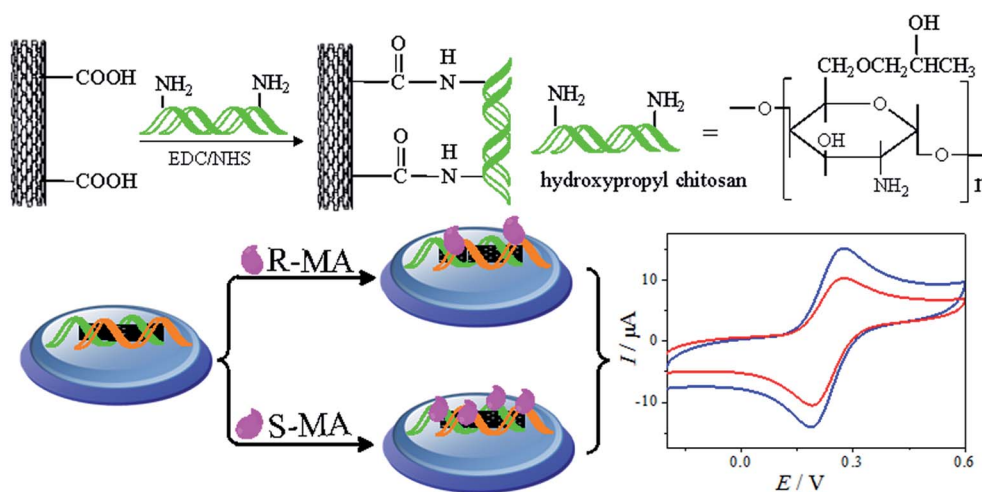 OH
COOH
NH2
NH2
EDC/NHS
COOH
O
C
H
N
O
C
H
N
NH2
NH2
=
hydroxypropyl chitosan
CH2OCH2CHCH3
O
O
OH
NH2
O
n
R-MA
S-MA
10
0
-10
I / μA
0.0
0.3
0.6
E / V